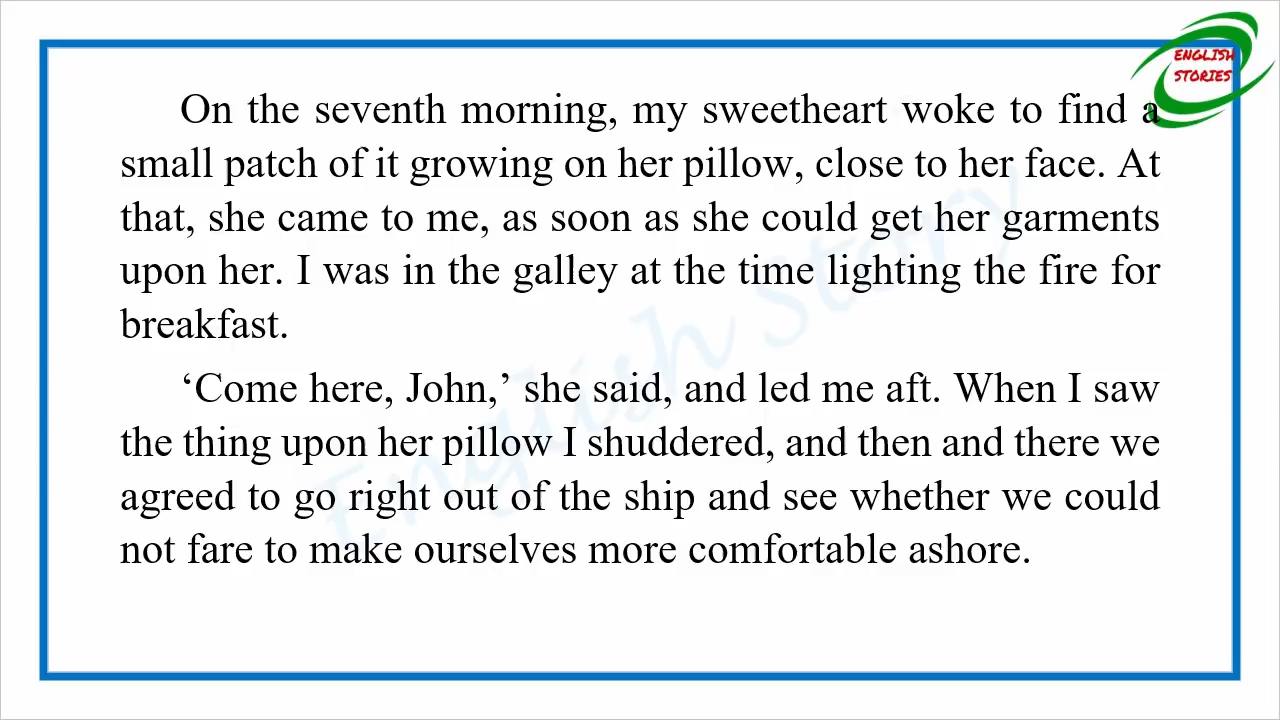 ENGLISH
STORIES
On the seventh morning, my sweetheart woke to find a
small patch of it growing on her pillow, close to her face. At
that, she came to me, as soon as she could get her garments
upon her. I was in the galley at the time lighting the fire for
breakfast.
‘Come here, John,’ she said, and led me aft. When I saw
the thing upon her pillow I shuddered, and then and there we
agreed to go right out of the ship and see whether we could
not fare to make ourselves more comfortable ashore.
English Story